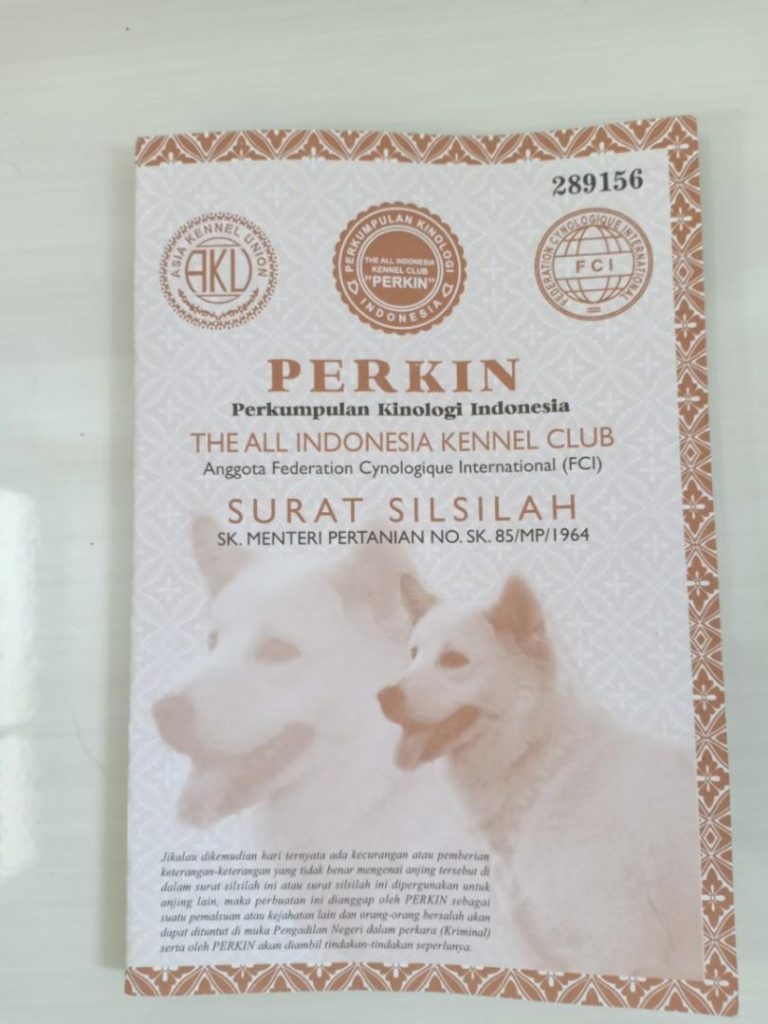 289156
ASIA KENNEL UNION
AKU
PERKUMPULAN KINOLOGI
THE ALL INDONESIA
KENNEL CLUB
"PERKIN"
INDONESIA
FEDERATION CYNOLOGIQUE INTERNATIONAL
FCI
PERKIN
Perkumpulan Kinologi Indonesia
THE ALL INDONESIA KENNEL CLUB
Anggota Federation Cynologique International (FCI)
SURAT SILSILAH
SK. MENTERI PERTANIAN NO. SK. 85/MP/1964
Jikalau dikemudian hari ternyata ada kecurangan atau pemberian
keterangan-keterangan yang tidak benar mengenai anjing tersebut di
dalam surat silsilah ini atau surat silsilah ini dipergunakan untuk
anjing lain, maka perbuatan ini dianggap oleh PERKIN sebagai
suatu pemalsuan atau kejahatan lain dan orang-orang bersalah akan
dapat dituntut di muka Pengadilan Negeri dalam perkara (Kriminal)
serta oleh PERKIN akan diambil tindakan-tindakan seperlunya.